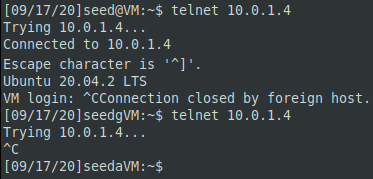 [09/17/20]seed@VM:~$ telnet 10.0.1.4
Trying 10.0.1.4...
Connected to 10.0.1.4
Escape character is '^]'.
Ubuntu 20.04.2 LTS
VM login: ^CConnection closed by foreign host.
[09/17/20]seedgVM:~$ telnet 10.0.1.4
Trying 10.0.1.4...
^C
[09/17/20]seedaVM:~$